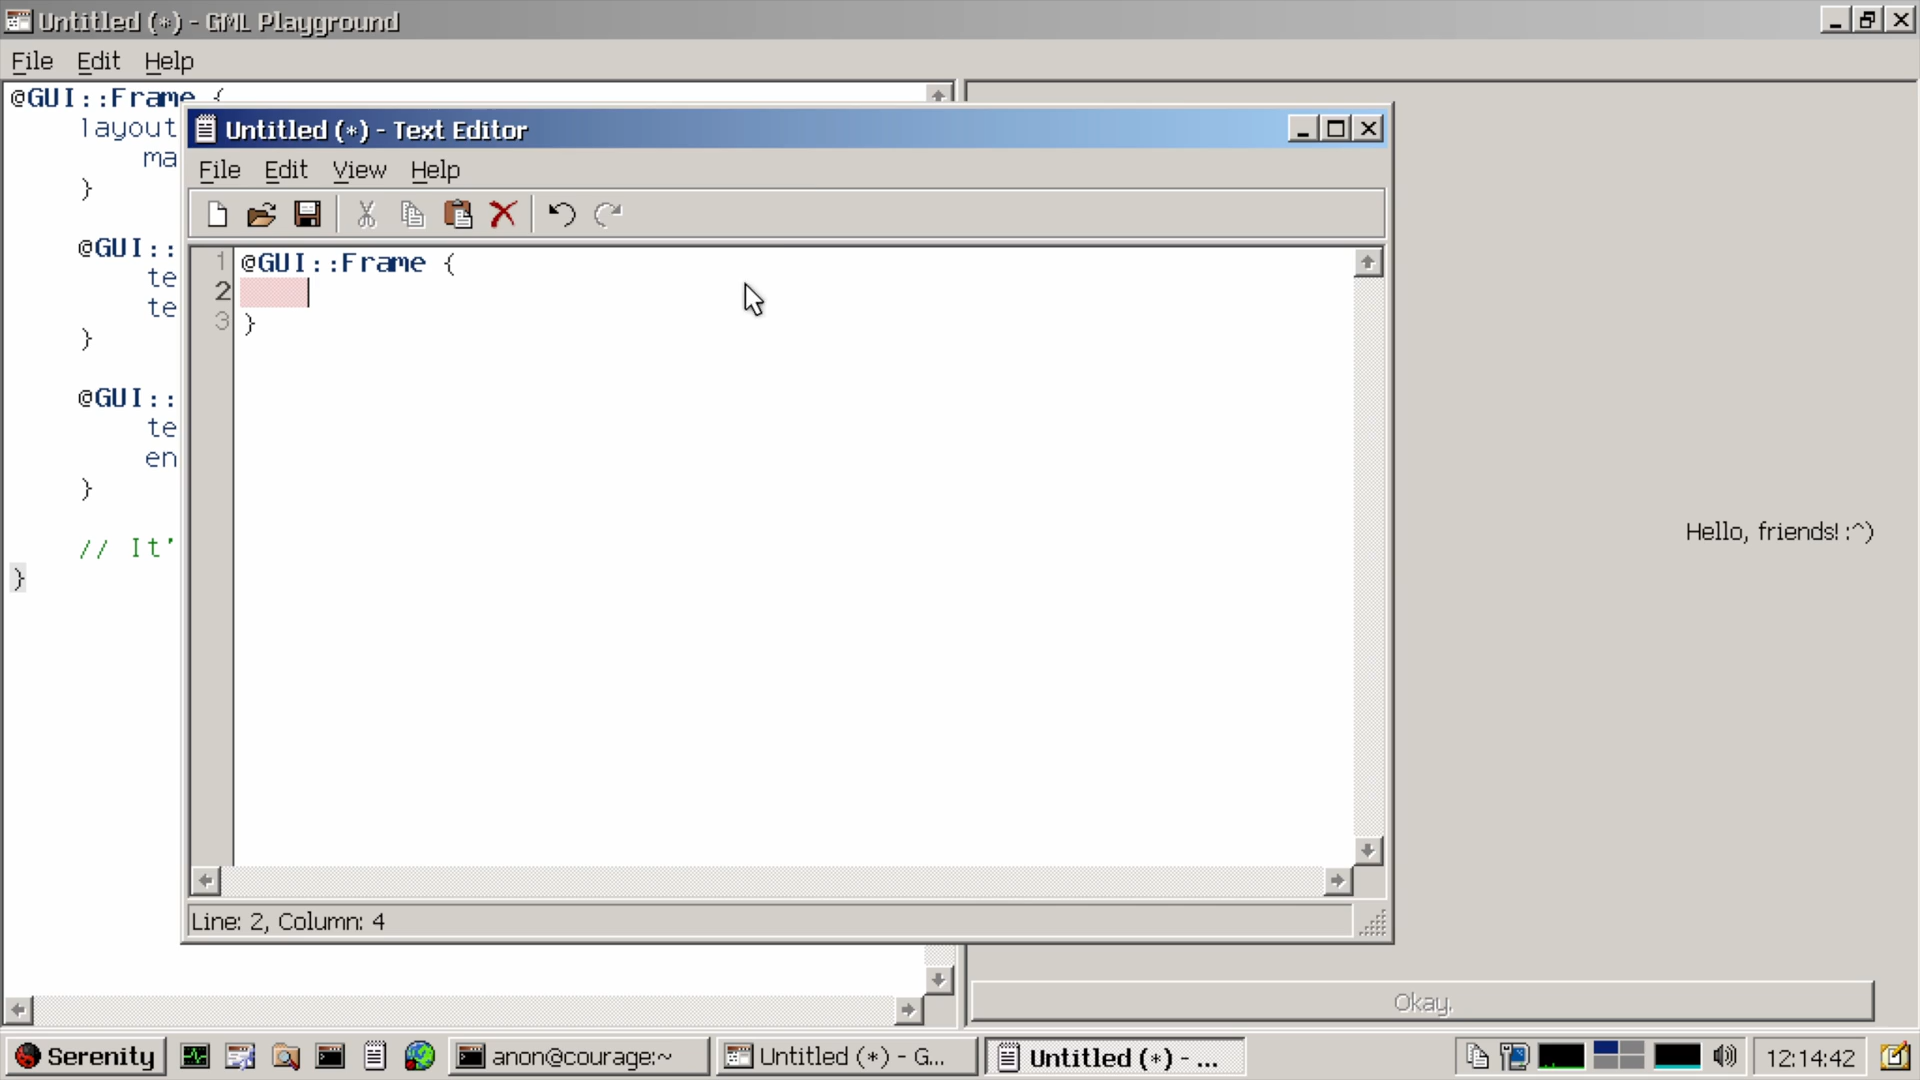 Untitled (*) - GML Playground
File Edit Help
@GUI::Frame {
layout
ma
}
@GUI::
te
te
}
@GUI::
te
en
}
// It'
}
Untitled (*) - Text Editor
File Edit View Help
1 @GUI::Frame {
2
3 }
Line: 2, Column: 4
Hello, friends! :^)
Okay.
Serenity
anon@courage:~
Untitled (*) - G...
Untitled (*) - ...
12:14:42